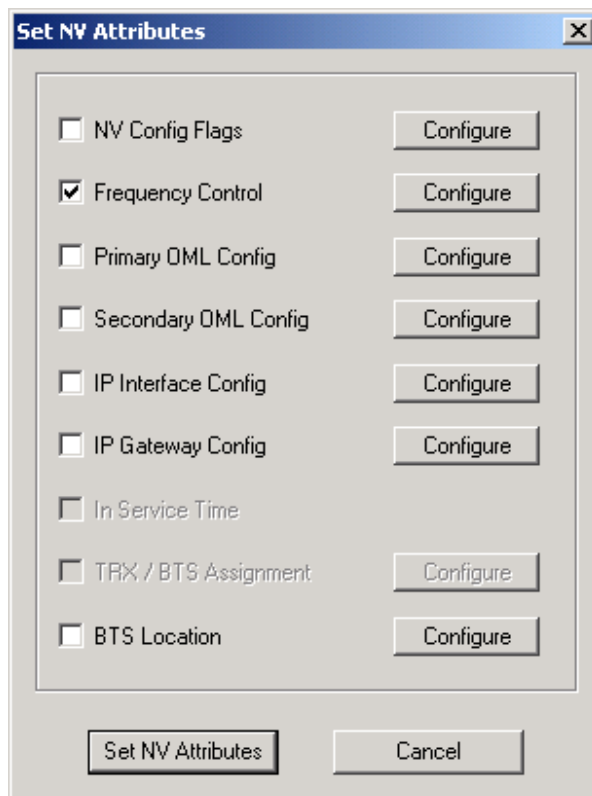 Set NV Attributes
NV Config Flags Configure
Frequency Control Configure
Primary OML Config Configure
Secondary OML Config Configure
IP Interface Config Configure
IP Gateway Config Configure
In Service Time
TRX / BTS Assignment Configure
BTS Location Configure
Set NV Attributes Cancel